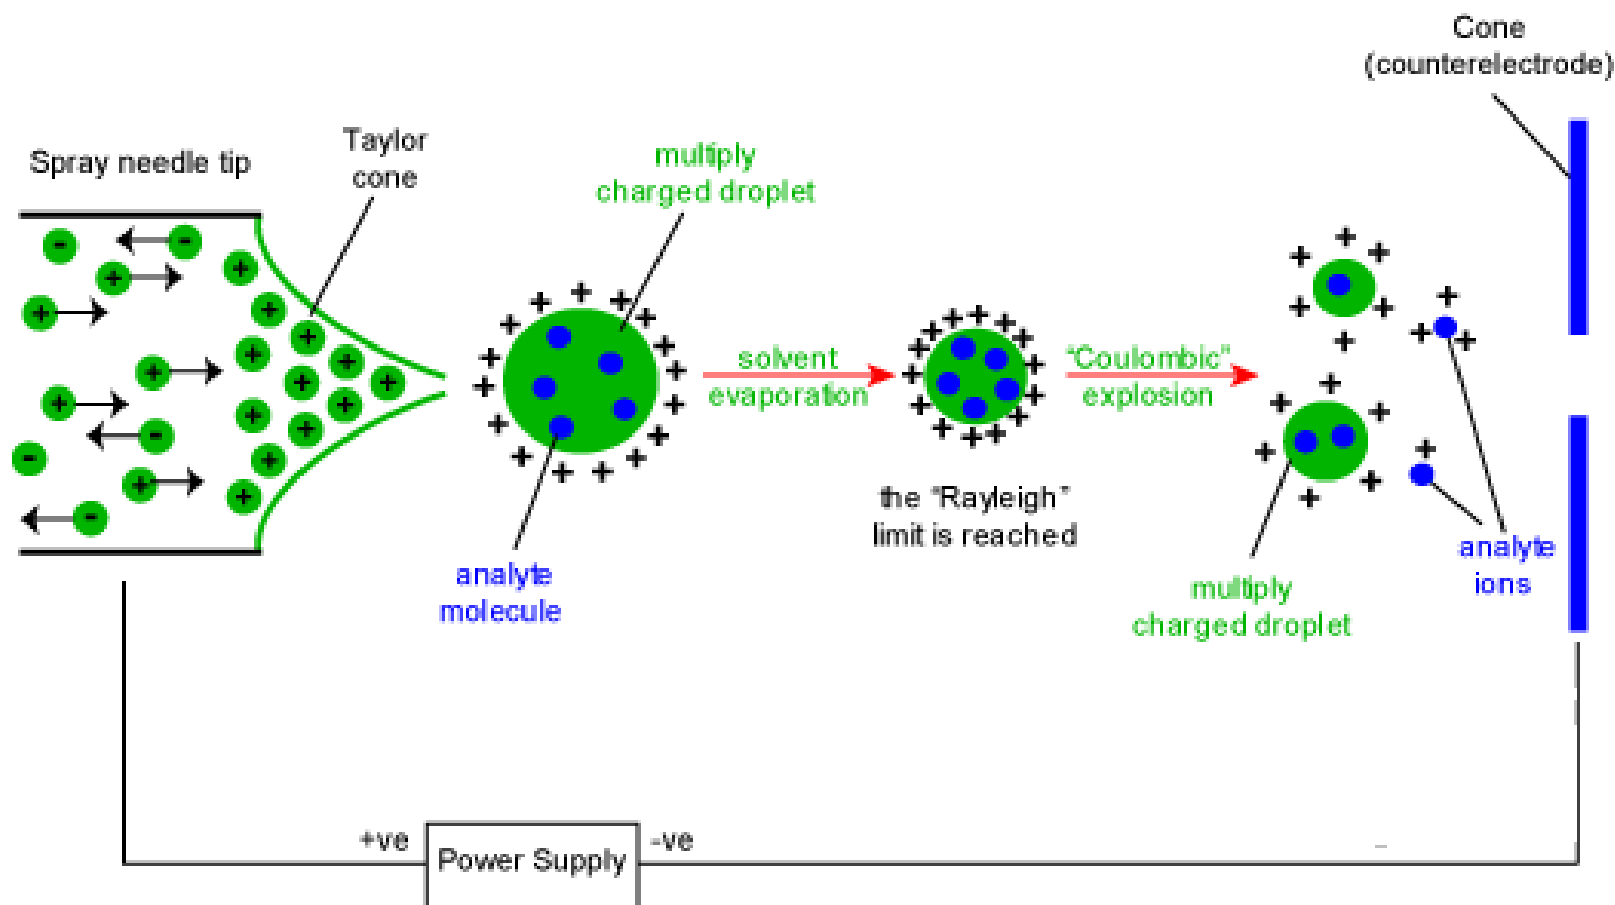 Cone
(counterelectrode)
Spray needle tip
Taylor
cone
multiply
charged droplet
solvent
evaporation
"Coulombic"
explosion
the "Rayleigh"
limit is reached
analyte
molecule
analyte
ions
multiply
charged droplet
+ve
Power Supply
-ve